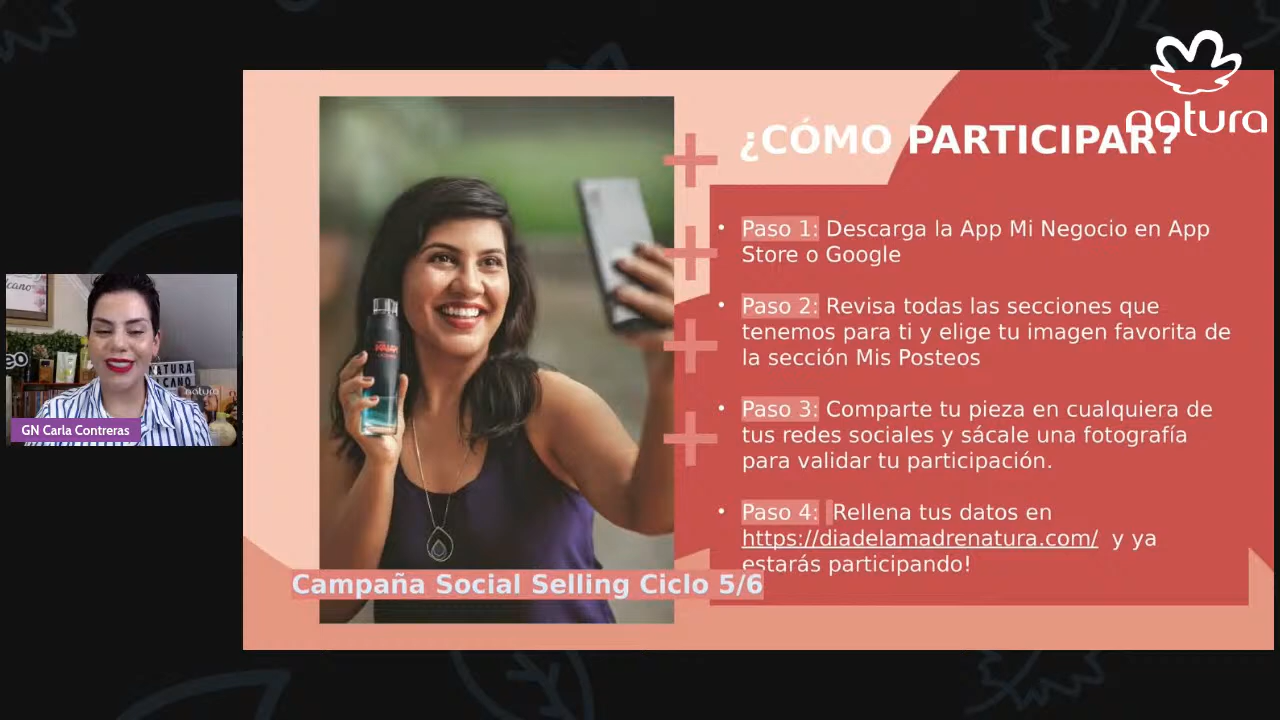 natura
¿CÓMO PARTICIPAR?
• Paso 1: Descarga la App Mi Negocio en App
Store o Google
• Paso 2: Revisa todas las secciones que
tenemos para ti y elige tu imagen favorita de
la sección Mis Posteos
• Paso 3: Comparte tu pieza en cualquiera de
tus redes sociales y sácale una fotografía
para validar tu participación.
• Paso 4: Rellena tus datos en
https://diadelamadrenatura.com/ y ya
estarás participando!
Campaña Social Selling Ciclo 5/6
NATURA
natura
GN Carla Contreras